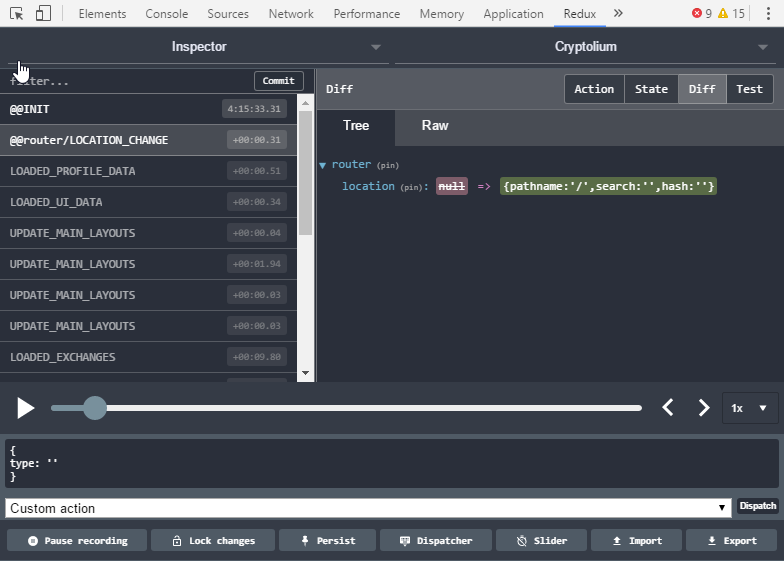 Elements Console Sources Network Performance Memory Application Redux » 9 15
Inspector Cryptolium
filter... Commit
Diff Action State Diff Test
@@INIT 4:15:33.31
Tree Raw
@@router/LOCATION_CHANGE +00:00.31
router (pin)
LOADED_PROFILE_DATA +00:00.51
location (pin): null => {pathname:'/',search:'',hash:''}
LOADED_UI_DATA +00:00.34
UPDATE_MAIN_LAYOUTS +00:00.04
UPDATE_MAIN_LAYOUTS +00:01.94
UPDATE_MAIN_LAYOUTS +00:00.03
UPDATE_MAIN_LAYOUTS +00:00.03
LOADED_EXCHANGES +00:09.80
1x
{
type: ''
}
Custom action Dispatch
Pause recording Lock changes Persist Dispatcher Slider Import Export